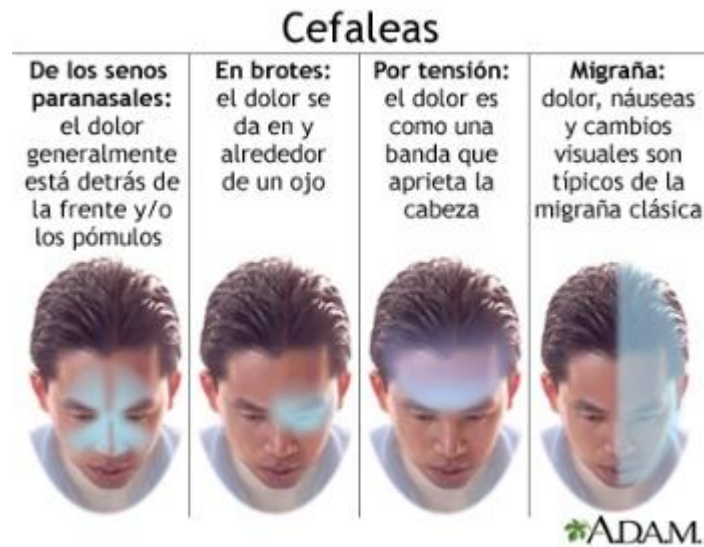 Cefaleas
De los senos
paranasales:
el dolor
generalmente
está detrás de
la frente y/o
los pómulos
En brotes:
el dolor se
da en y
alrededor
de un ojo
Por tensión:
el dolor es
como una
banda que
aprieta la
cabeza
Migraña:
dolor, náuseas
y cambios
visuales son
típicos de la
migraña clásica
A.D.A.M.